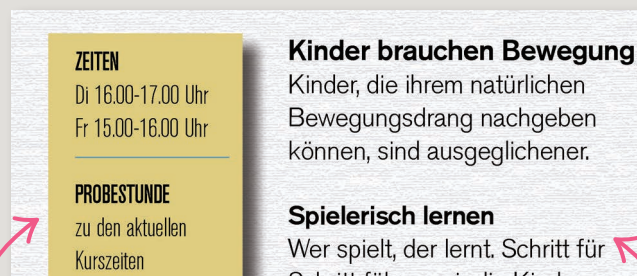 ZEITEN
Di 16.00-17.00 Uhr
Fr 15.00-16.00 Uhr
PROBESTUNDE
zu den aktuellen
Kurszeiten
Kinder brauchen Bewegung
Kinder, die ihrem natürlichen
Bewegungsdrang nachgeben
können, sind ausgeglichener.
Spielerisch lernen
Wer spielt, der lernt. Schritt für